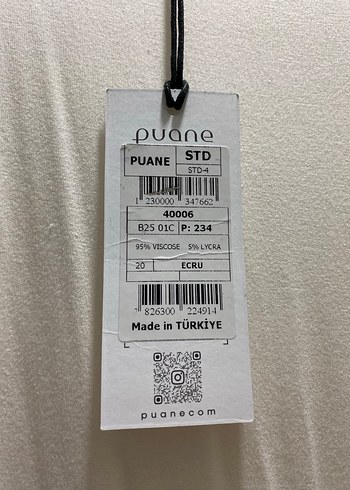 puane
PUANE STD
STD-4
1 230000 347662
40006
B25 01C P: 234
95% VISCOSE 5% LYCRA
20 ECRU
2 826300 224914
Made in TÜRKİYE
puanecom